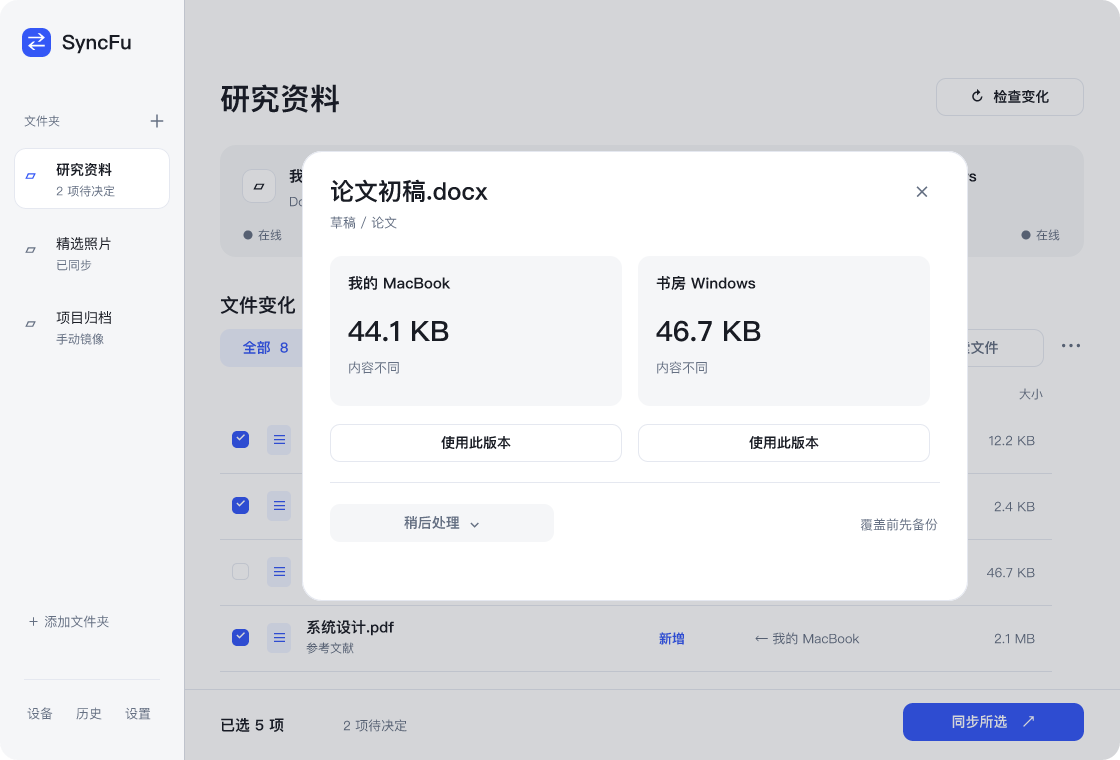 SyncFu
文件夹
研究资料
2 项待决定
精选照片
已同步
项目归档
手动镜像
+ 添加文件夹
设备 历史 设置
研究资料
检查变化
我
在线
在线
文件变化
全部 8
文件
大小
12.2 KB
2.4 KB
46.7 KB
系统设计.pdf
参考文献
新增
← 我的 MacBook
2.1 MB
已选 5 项
2 项待决定
同步所选 ↗
论文初稿.docx
草稿 / 论文
我的 MacBook
44.1 KB
内容不同
使用此版本
书房 Windows
46.7 KB
内容不同
使用此版本
稍后处理
覆盖前先备份